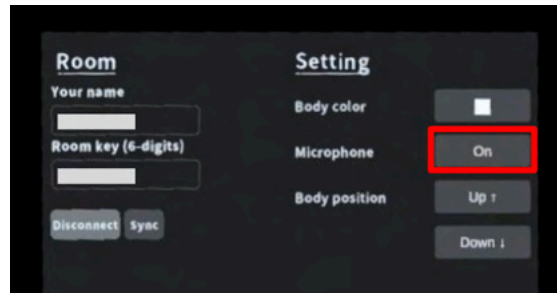 Room
Your name
Room key (6-digits)
Disconnect Sync
Setting
Body color
Microphone On
Body position Up ↑
Down ↓